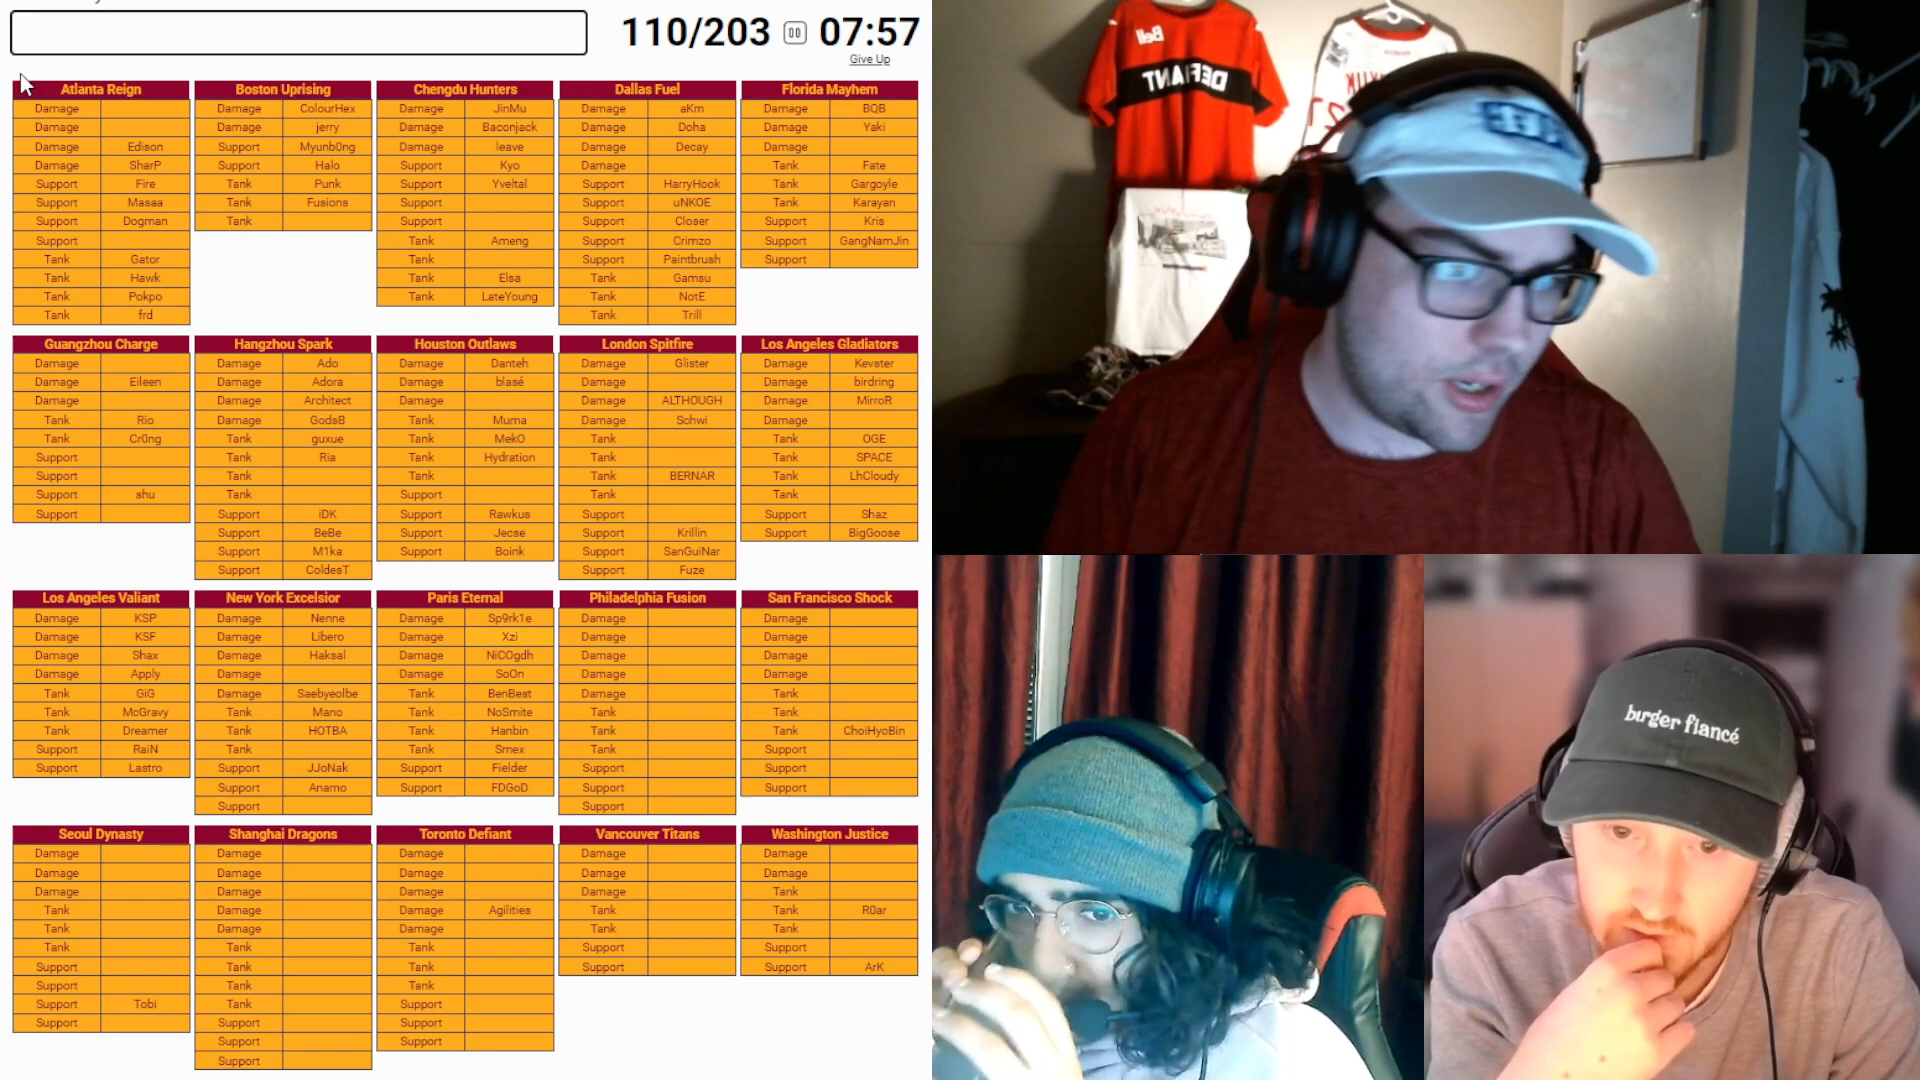 110/203 07:57
Give Up
Atlanta Reign
Damage
Damage
Damage Edison
Damage SharP
Support Fire
Support Masaa
Support Dogman
Support
Tank Gator
Tank Hawk
Tank Pokpo
Tank frd
Boston Uprising
Damage ColourHex
Damage jerry
Support Myunb0ng
Support Halo
Tank Punk
Tank Fusions
Tank
Chengdu Hunters
Damage JinMu
Damage Baconjack
Damage leave
Support Kyo
Support Yveltal
Support
Support
Tank Ameng
Tank
Tank Elsa
Tank LateYoung
Dallas Fuel
Damage aKm
Damage Doha
Damage Decay
Damage
Support HarryHook
Support uNKOE
Support Closer
Support Crimzo
Support Paintbrush
Tank Gamsu
Tank NotE
Tank Trill
Florida Mayhem
Damage BQB
Damage Yaki
Damage
Tank Fate
Tank Gargoyle
Tank Karayan
Support Kris
Support GangNamJin
Support
Guangzhou Charge
Damage
Damage Eileen
Damage
Tank Rio
Tank Cr0ng
Support
Support
Support shu
Support
Hangzhou Spark
Damage Ado
Damage Adora
Damage Architect
Damage GodsB
Tank guxue
Tank Ria
Tank
Tank
Support iDK
Support BeBe
Support M1ka
Support ColdesT
Houston Outlaws
Damage Danteh
Damage blasé
Damage
Tank Muma
Tank MekO
Tank Hydration
Tank
Support
Support Rawkus
Support Jecse
Support Boink
London Spitfire
Damage Glister
Damage
Damage ALTHOUGH
Damage Schwi
Tank
Tank
Tank BERNAR
Tank
Support
Support Krillin
Support SanGuiNar
Support Fuze
Los Angeles Gladiators
Damage Kevster
Damage birdring
Damage MirroR
Damage
Tank OGE
Tank SPACE
Tank LhCloudy
Tank
Support Shaz
Support BigGoose
Los Angeles Valiant
Damage KSP
Damage KSF
Damage Shax
Damage Apply
Tank GiG
Tank McGravy
Tank Dreamer
Support RaiN
Support Lastro
New York Excelsior
Damage Nenne
Damage Libero
Damage Haksal
Damage
Damage Saebyeolbe
Tank Mano
Tank HOTBA
Tank
Support JJoNak
Support Anamo
Support
Paris Eternal
Damage Sp9rk1e
Damage Xzi
Damage NiCOgdh
Damage SoOn
Tank BenBest
Tank NoSmite
Tank Hanbin
Tank Smex
Support Fielder
Support FDGoD
Philadelphia Fusion
Damage
Damage
Damage
Damage
Damage
Tank
Tank
Tank
Support
Support
Support
San Francisco Shock
Damage
Damage
Damage
Damage
Tank
Tank
Tank ChoiHyoBin
Support
Support
Support
Seoul Dynasty
Damage
Damage
Damage
Tank
Tank
Tank
Support
Support
Support Tobi
Support
Shanghai Dragons
Damage
Damage
Damage
Damage
Damage
Tank
Tank
Tank
Tank
Support
Support
Support
Toronto Defiant
Damage
Damage
Damage
Damage Agilities
Damage
Tank
Tank
Tank
Support
Support
Support
Vancouver Titans
Damage
Damage
Damage
Tank
Tank
Support
Support
Washington Justice
Damage
Damage
Tank
Tank R0ar
Tank
Support
Support ArK
Bell
DEFIANT
burger fiancé